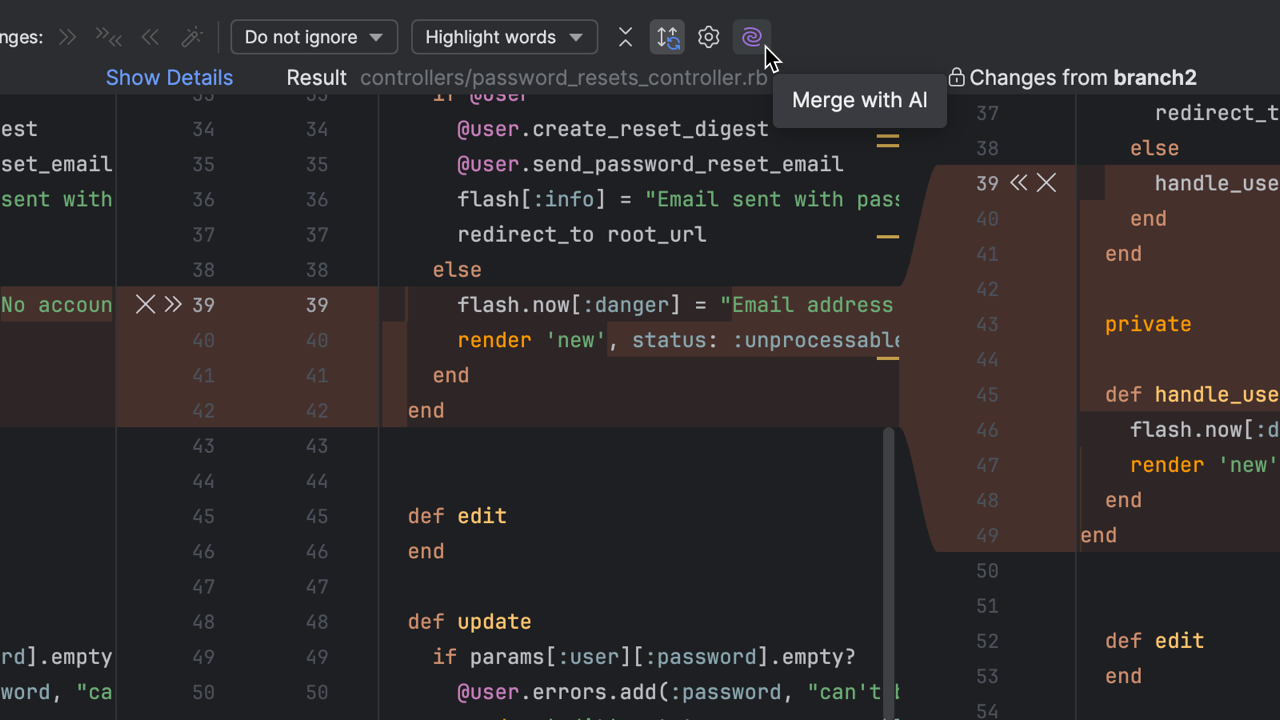 nges: Do not ignore Highlight words
Show Details Result controllers/password_resets_controller.rb Changes from branch2
Merge with AI
est
set_email
sent with
No accoun
rd].empty
word, "ca
33 33 if @user
34 34 @user.create_reset_digest
35 35 @user.send_password_reset_email
36 36 flash[:info] = "Email sent with pass
37 37 redirect_to root_url
38 38 else
39 39 flash.now[:danger] = "Email address
40 40 render 'new', status: :unprocessable
41 41 end
42 42 end
43 43
44 44
45 45 def edit
46 46 end
47 47
48 48 def update
49 49 if params[:user][:password].empty?
50 50 @user.errors.add(:password, "can't b
37 redirect_t
38 else
39 handle_use
40 end
41 end
42
43 private
44
45 def handle_use
46 flash.now[:d
47 render 'new'
48 end
49 end
50
51
52 def edit
53 end
54